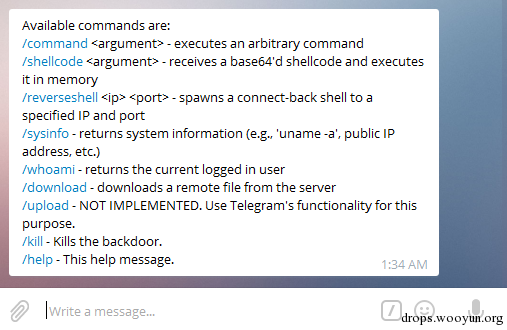 Available commands are:
/command <argument> - executes an arbitrary command
/shellcode <argument> - receives a base64'd shellcode and executes
it in memory
/reverseshell <ip> <port> - spawns a connect-back shell to a
specified IP and port
/sysinfo - returns system information (e.g., 'uname -a', public IP
address, etc.)
/whoami - returns the current logged in user
/download - downloads a remote file from the server
/upload - NOT IMPLEMENTED. Use Telegram's functionality for this
purpose.
/kill - Kills the backdoor.
/help - This help message.
1:34 AM
Write a message...
/
drops.wooyun.org